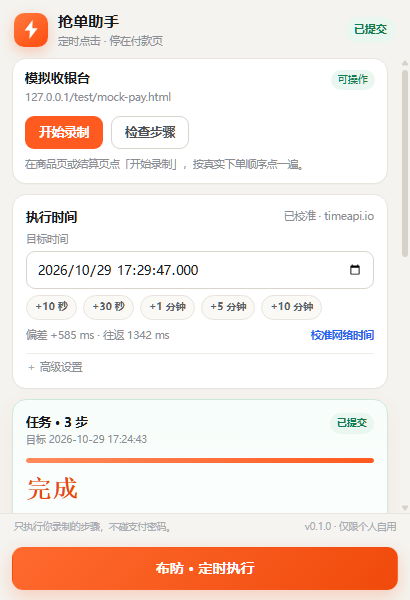 抢单助手
定时点击 · 停在付款页
已提交
模拟收银台
可操作
127.0.0.1/test/mock-pay.html
开始录制
检查步骤
在商品页或结算页点「开始录制」，按真实下单顺序点一遍。
执行时间
已校准 · timeapi.io
目标时间
2026/10/29 17:29:47.000
+10 秒
+30 秒
+1 分钟
+5 分钟
+10 分钟
偏差 +585 ms · 往返 1342 ms
校准网络时间
+ 高级设置
任务 • 3 步
已提交
目标 2026-10-29 17:24:43
完成
只执行你录制的步骤，不碰支付密码。
v0.1.0 · 仅限个人自用
布防 • 定时执行